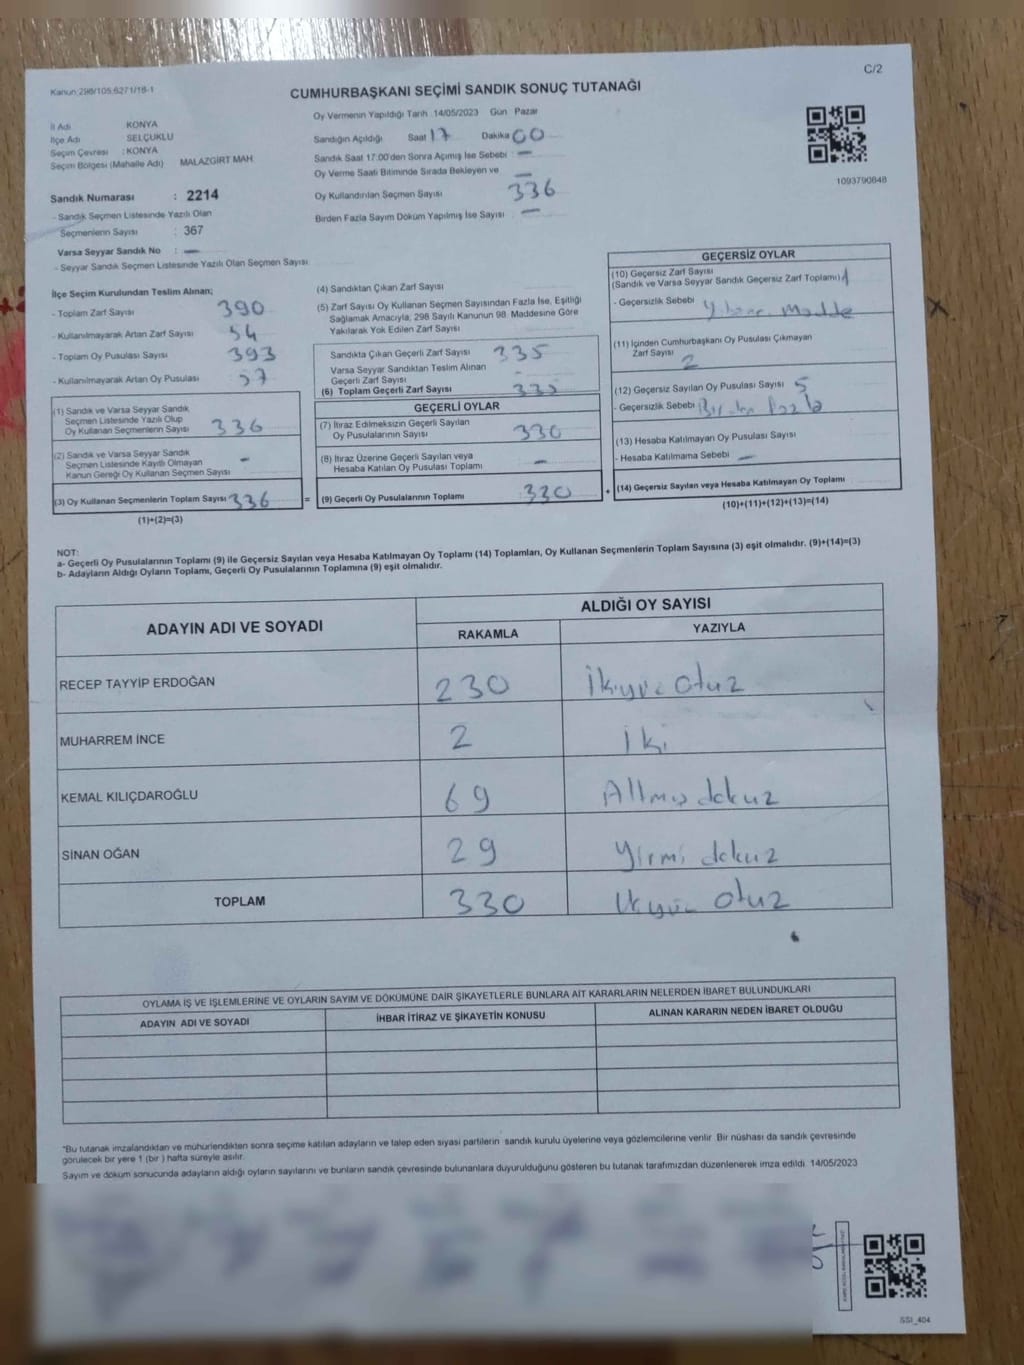 C/2
Kanun 298/105,6271/18-1
CUMHURBAŞKANI SEÇİMİ SANDIK SONUÇ TUTANAĞI
İl Adı KONYA
İlçe Adı SELÇUKLU
Seçim Çevresi : KONYA
Seçim Bölgesi (Mahalle Adı) MALAZGİRT MAH.
Sandık Numarası : 2214
- Sandık Seçmen Listesinde Yazılı Olan
Seçmenlerin Sayısı : 367
Varsa Seyyar Sandık No : —
- Seyyar Sandık Seçmen Listesinde Yazılı Olan Seçmen Sayısı
Oy Vermenin Yapıldığı Tarih 14/05/2023 Gün Pazar
Sandığın Açıldığı Saat 17 Dakika 00
Sandık Saat 17.00'den Sonra Açımış İse Sebebi : —
Oy Verme Saati Bitiminde Sırada Bekleyen ve —
Oy Kullandırılan Seçmen Sayısı 336
Birden Fazla Sayım Döküm Yapılmış İse Sayısı —
1093790848
İlçe Seçim Kurulundan Teslim Alınan;
- Toplam Zarf Sayısı 390
- Kullanılmayarak Artan Zarf Sayısı 54
- Toplam Oy Pusulası Sayısı 393
- Kullanılmayarak Artan Oy Pusulası 57
(1) Sandık ve Varsa Seyyar Sandık
Seçmen Listesinde Yazılı Olup
Oy Kullanan Seçmenlerin Sayısı 336
(2) Sandık ve Varsa Seyyar Sandık
Seçmen Listesinde Kayıtlı Olmayan
Kanun Gereği Oy Kullanan Seçmen Sayısı -
(3) Oy Kullanan Seçmenlerin Toplam Sayısı 336
(1)+(2)=(3)
(4) Sandıktan Çıkan Zarf Sayısı
(5) Zarf Sayısı Oy Kullanan Seçmen Sayısından Fazla İse, Eşitliği
Sağlamak Amacıyla, 298 Sayılı Kanunun 98. Maddesine Göre
Yakılarak Yok Edilen Zarf Sayısı
Sandıkta Çıkan Geçerli Zarf Sayısı 335
Varsa Seyyar Sandıktan Teslim Alınan
Geçerli Zarf Sayısı -
(6) Toplam Geçerli Zarf Sayısı 335
GEÇERLİ OYLAR
(7) İtiraz Edilmeksizin Geçerli Sayılan
Oy Pusulalarının Sayısı 330
(8) İtiraz Üzerine Geçerli Sayılan veya
Hesaba Katılan Oy Pusulası Toplamı —
= (9) Geçerli Oy Pusulalarının Toplamı 330
GEÇERSİZ OYLAR
(10) Geçersiz Zarf Sayısı
(Sandık ve Varsa Seyyar Sandık Geçersiz Zarf Toplamı) 1
- Geçersizlik Sebebi Madde
(11) İçinden Cumhurbaşkanı Oy Pusulası Çıkmayan
Zarf Sayısı 2
(12) Geçersiz Sayılan Oy Pusulası Sayısı 5
- Geçersizlik Sebebi Birden Fazla
(13) Hesaba Katılmayan Oy Pusulası Sayısı
- Hesaba Katılmama Sebebi —
+ (14) Geçersiz Sayılan veya Hesaba Katılmayan Oy Toplamı
(10)+(11)+(12)+(13)=(14)
NOT:
a- Geçerli Oy Pusulalarının Toplamı (9) ile Geçersiz Sayılan veya Hesaba Katılmayan Oy Toplamı (14) Toplamları, Oy Kullanan Seçmenlerin Toplam Sayısına (3) eşit olmalıdır. (9)+(14)=(3)
b- Adayların Aldığı Oyların Toplamı, Geçerli Oy Pusulalarının Toplamına (9) eşit olmalıdır.
ADAYIN ADI VE SOYADI
ALDIĞI OY SAYISI
RAKAMLA YAZIYLA
RECEP TAYYİP ERDOĞAN 230 İkiyüz Otuz
MUHARREM İNCE 2 İki
KEMAL KILIÇDAROĞLU 69 Altmış dokuz
SİNAN OĞAN 29 Yirmi dokuz
TOPLAM 330 Üçyüz Otuz
OYLAMA İŞ VE İŞLEMLERİNE VE OYLARIN SAYIM VE DÖKÜMÜNE DAİR ŞİKAYETLERLE BUNLARA AİT KARARLARIN NELERDEN İBARET BULUNDUKLARI
ADAYIN ADI VE SOYADI İHBAR İTİRAZ VE ŞİKAYETİN KONUSU ALINAN KARARIN NEDEN İBARET OLDUĞU
"Bu tutanak imzalandıktan ve mühürlendikten sonra seçime katılan adayların ve talep eden siyasi partilerin sandık kurulu üyelerine veya gözlemcilerine verilir. Bir nüshası da sandık çevresinde
görülecek bir yere 1 (bir ) hafta süreyle asılır.
Sayım ve döküm sonucunda adayların aldığı oyların sayılarını ve bunların sandık çevresinde bulunanlara duyurulduğunu gösteren bu tutanak tarafımızdan düzenlenerek imza edildi. 14/05/2023
SSI_404